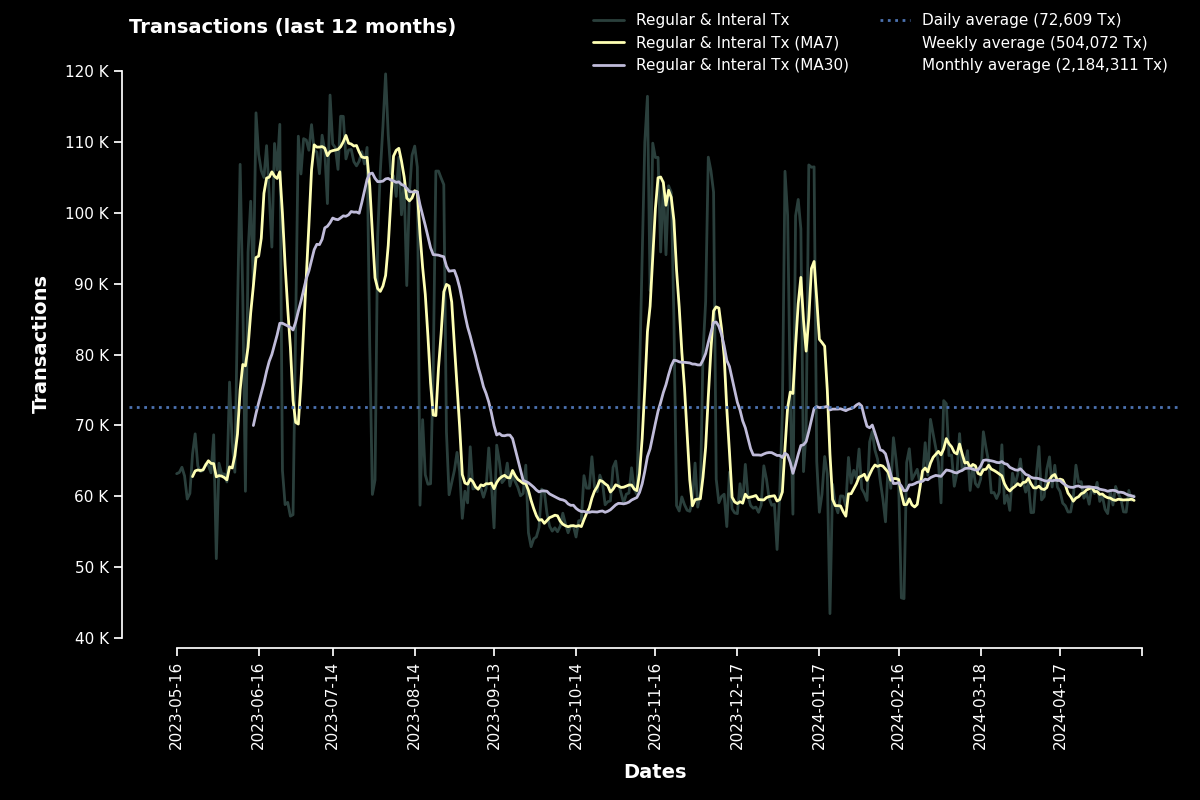 Transactions (last 12 months)
Regular & Interal Tx
Regular & Interal Tx (MA7)
Regular & Interal Tx (MA30)
Daily average (72,609 Tx)
Weekly average (504,072 Tx)
Monthly average (2,184,311 Tx)
Transactions
120 K
110 K
100 K
90 K
80 K
70 K
60 K
50 K
40 K
2023-05-16
2023-06-16
2023-07-14
2023-08-14
2023-09-13
2023-10-14
2023-11-16
2023-12-17
2024-01-17
2024-02-16
2024-03-18
2024-04-17
Dates